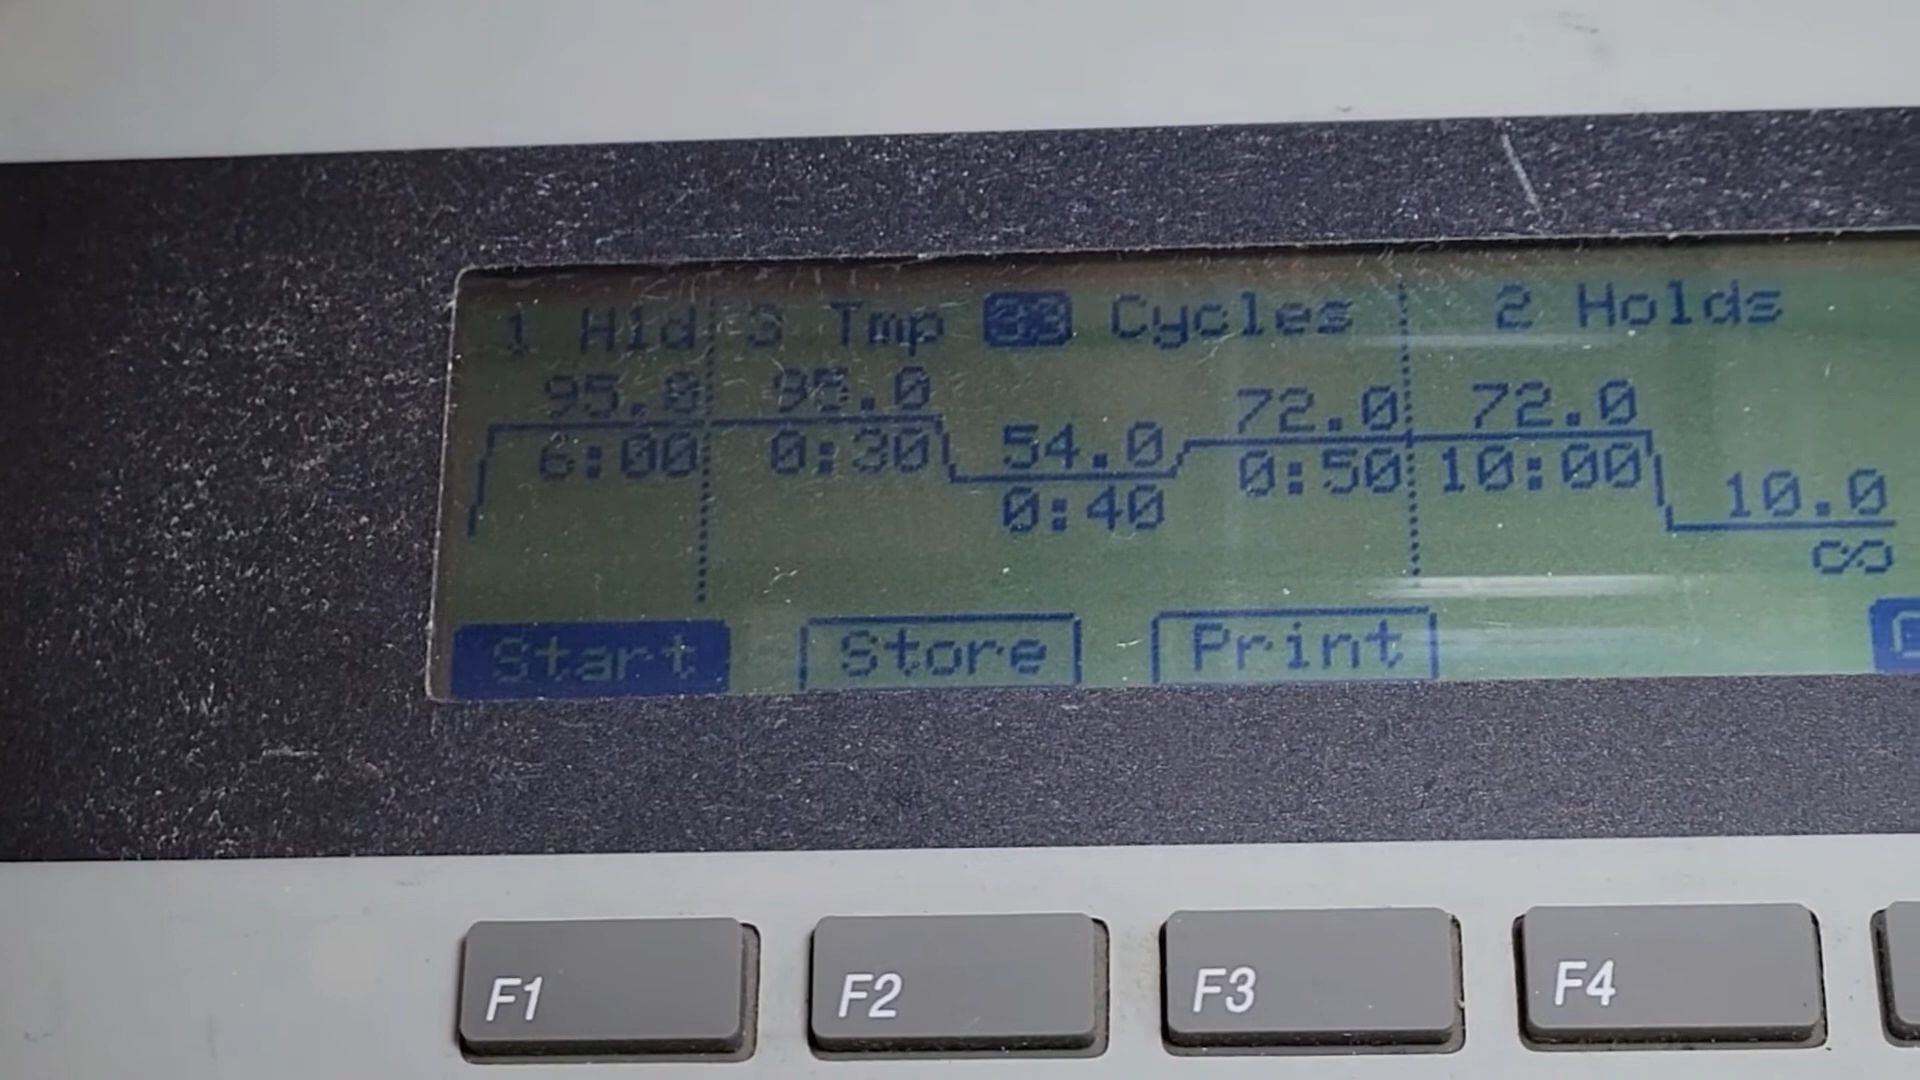 1 Hld 3 Tmp 33 Cycles 2 Holds
95.0 95.0 72.0 72.0
6:00 0:30 54.0 0:50 10:00 10.0
0:40 ∞
Start Store Print
F1 F2 F3 F4